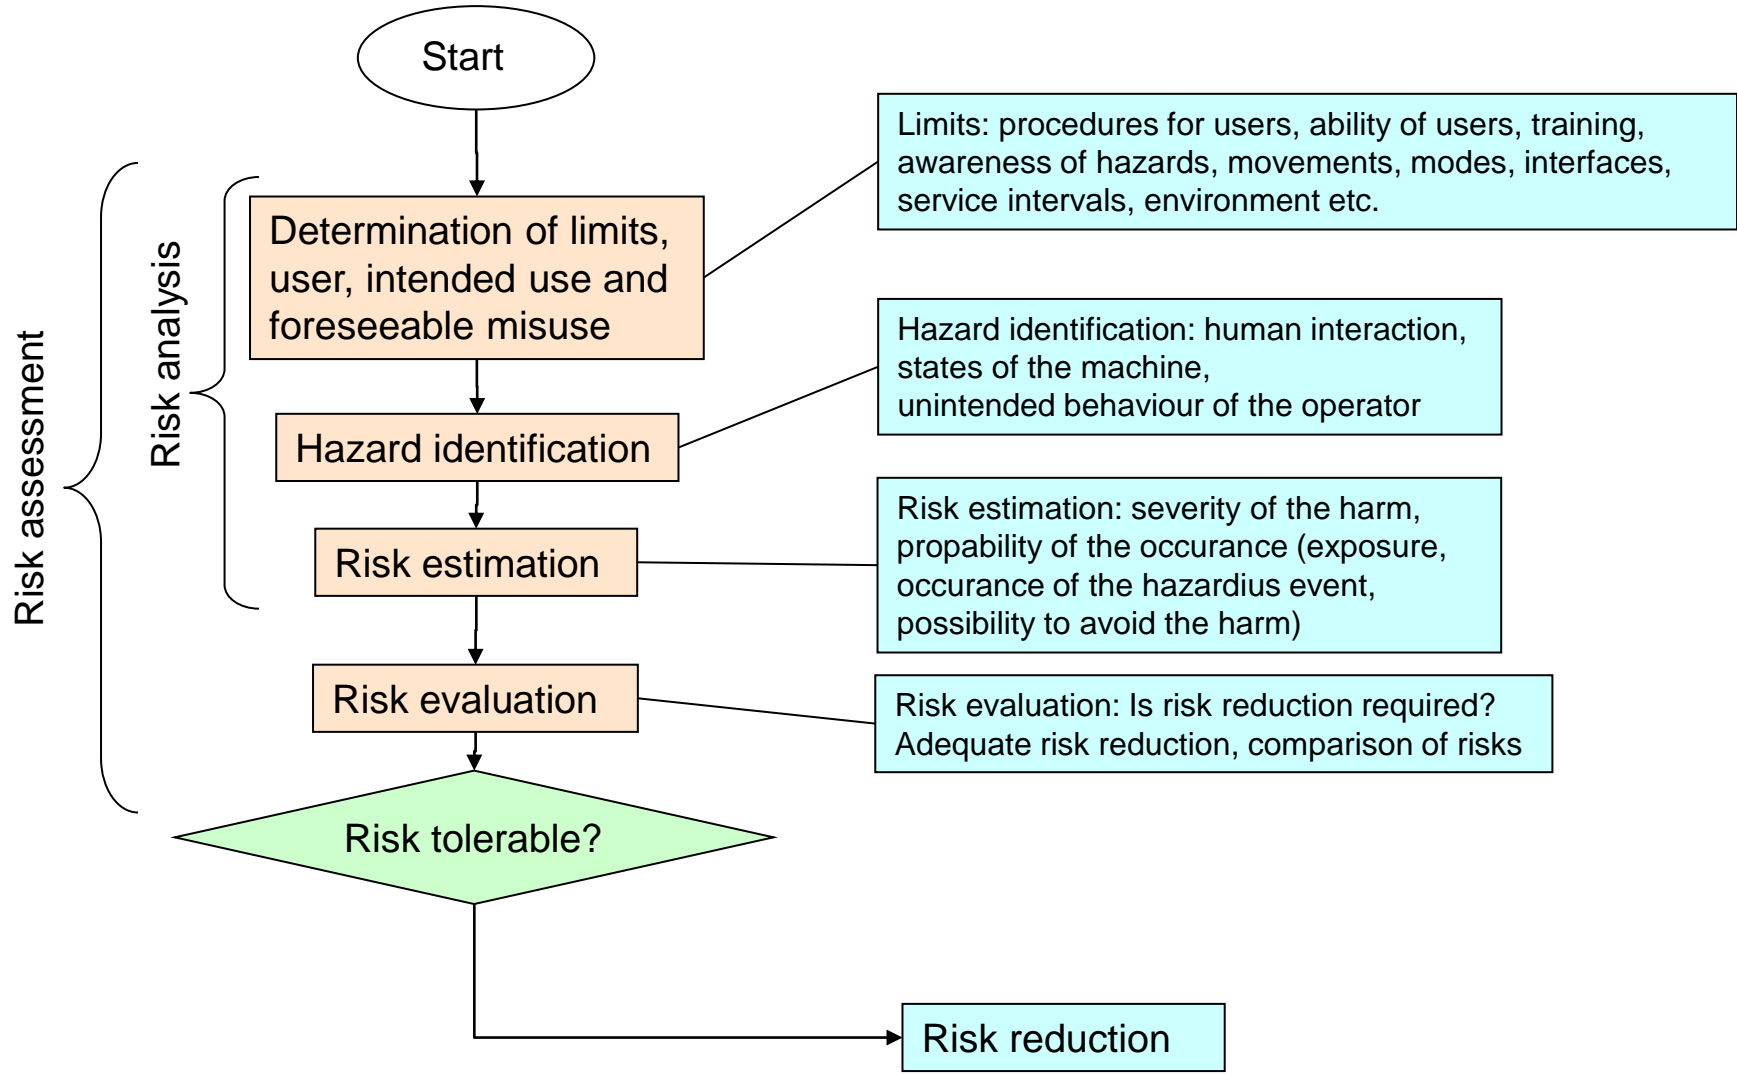 Start
Limits: procedures for users, ability of users, training,
awareness of hazards, movements, modes, interfaces,
service intervals, environment etc.
Determination of limits,
user, intended use and
foreseeable misuse
Risk analysis
Risk assessment
Hazard identification: human interaction,
states of the machine,
unintended behaviour of the operator
Hazard identification
Risk estimation: severity of the harm,
propability of the occurance (exposure,
occurance of the hazardius event,
possibility to avoid the harm)
Risk estimation
Risk evaluation
Risk evaluation: Is risk reduction required?
Adequate risk reduction, comparison of risks
Risk tolerable?
Risk reduction